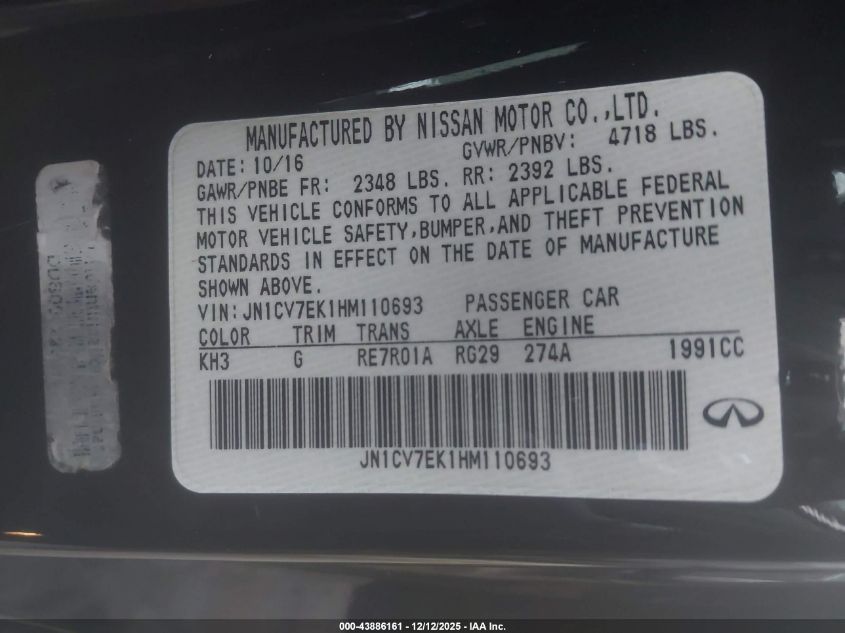 MANUFACTURED BY NISSAN MOTOR CO.,LTD.
DATE: 10/16 GVWR/PNBV: 4718 LBS.
GAWR/PNBE FR: 2348 LBS. RR: 2392 LBS.
THIS VEHICLE CONFORMS TO ALL APPLICABLE FEDERAL
MOTOR VEHICLE SAFETY,BUMPER,AND THEFT PREVENTION
STANDARDS IN EFFECT ON THE DATE OF MANUFACTURE
SHOWN ABOVE.
VIN: JN1CV7EK1HM110693 PASSENGER CAR
COLOR TRIM TRANS AXLE ENGINE
KH3 G RE7R01A RG29 274A 1991CC
JN1CV7EK1HM110693
000-43886161 - 12/12/2025 - IAA Inc.